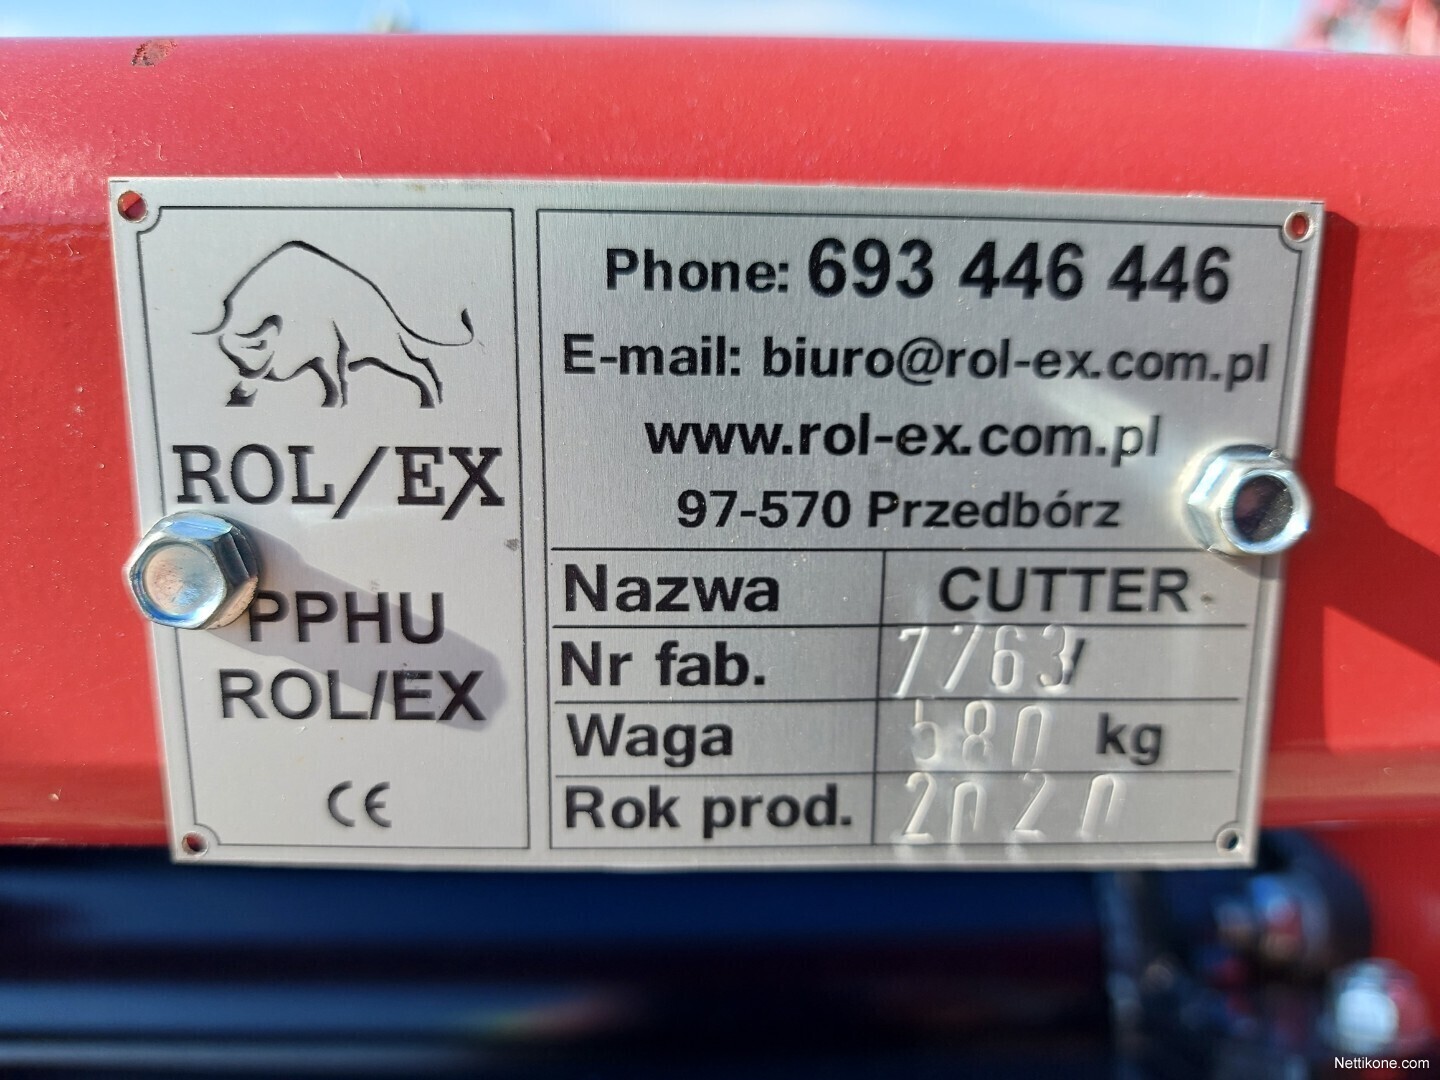 ROL/EX
PPHU
ROL/EX
CE
Phone: 693 446 446
E-mail: biuro@rol-ex.com.pl
www.rol-ex.com.pl
97-570 Przedbórz
Nazwa CUTTER
Nr fab. 7763/
Waga 580 kg
Rok prod. 2020
Nettikone.com